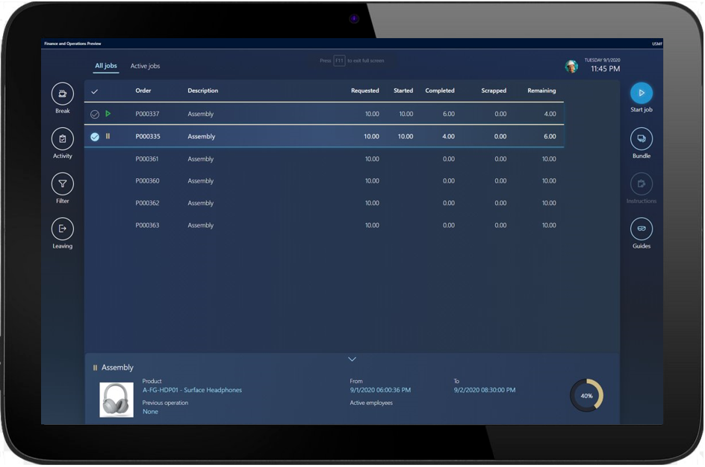 Finance and Operations Preview
USMF
All jobs Active jobs
Press F11 to exit full screen
TUESDAY 9/1/2020
11:45 PM
Order Description Requested Started Completed Scrapped Remaining
P000337 Assembly 10.00 10.00 6.00 0.00 4.00
P000335 Assembly 10.00 10.00 4.00 0.00 6.00
P000361 Assembly 10.00 0.00 0.00 10.00
P000360 Assembly 10.00 0.00 0.00 10.00
P000362 Assembly 10.00 0.00 0.00 10.00
P000363 Assembly 10.00 0.00 0.00 10.00
Break
Activity
Filter
Leaving
Start job
Bundle
Instructions
Guides
Assembly
Product
A-FG-HDP01 - Surface Headphones
Previous operation
None
From
9/1/2020 06:00:36 PM
Active employees
To
9/2/2020 08:30:00 PM
40%